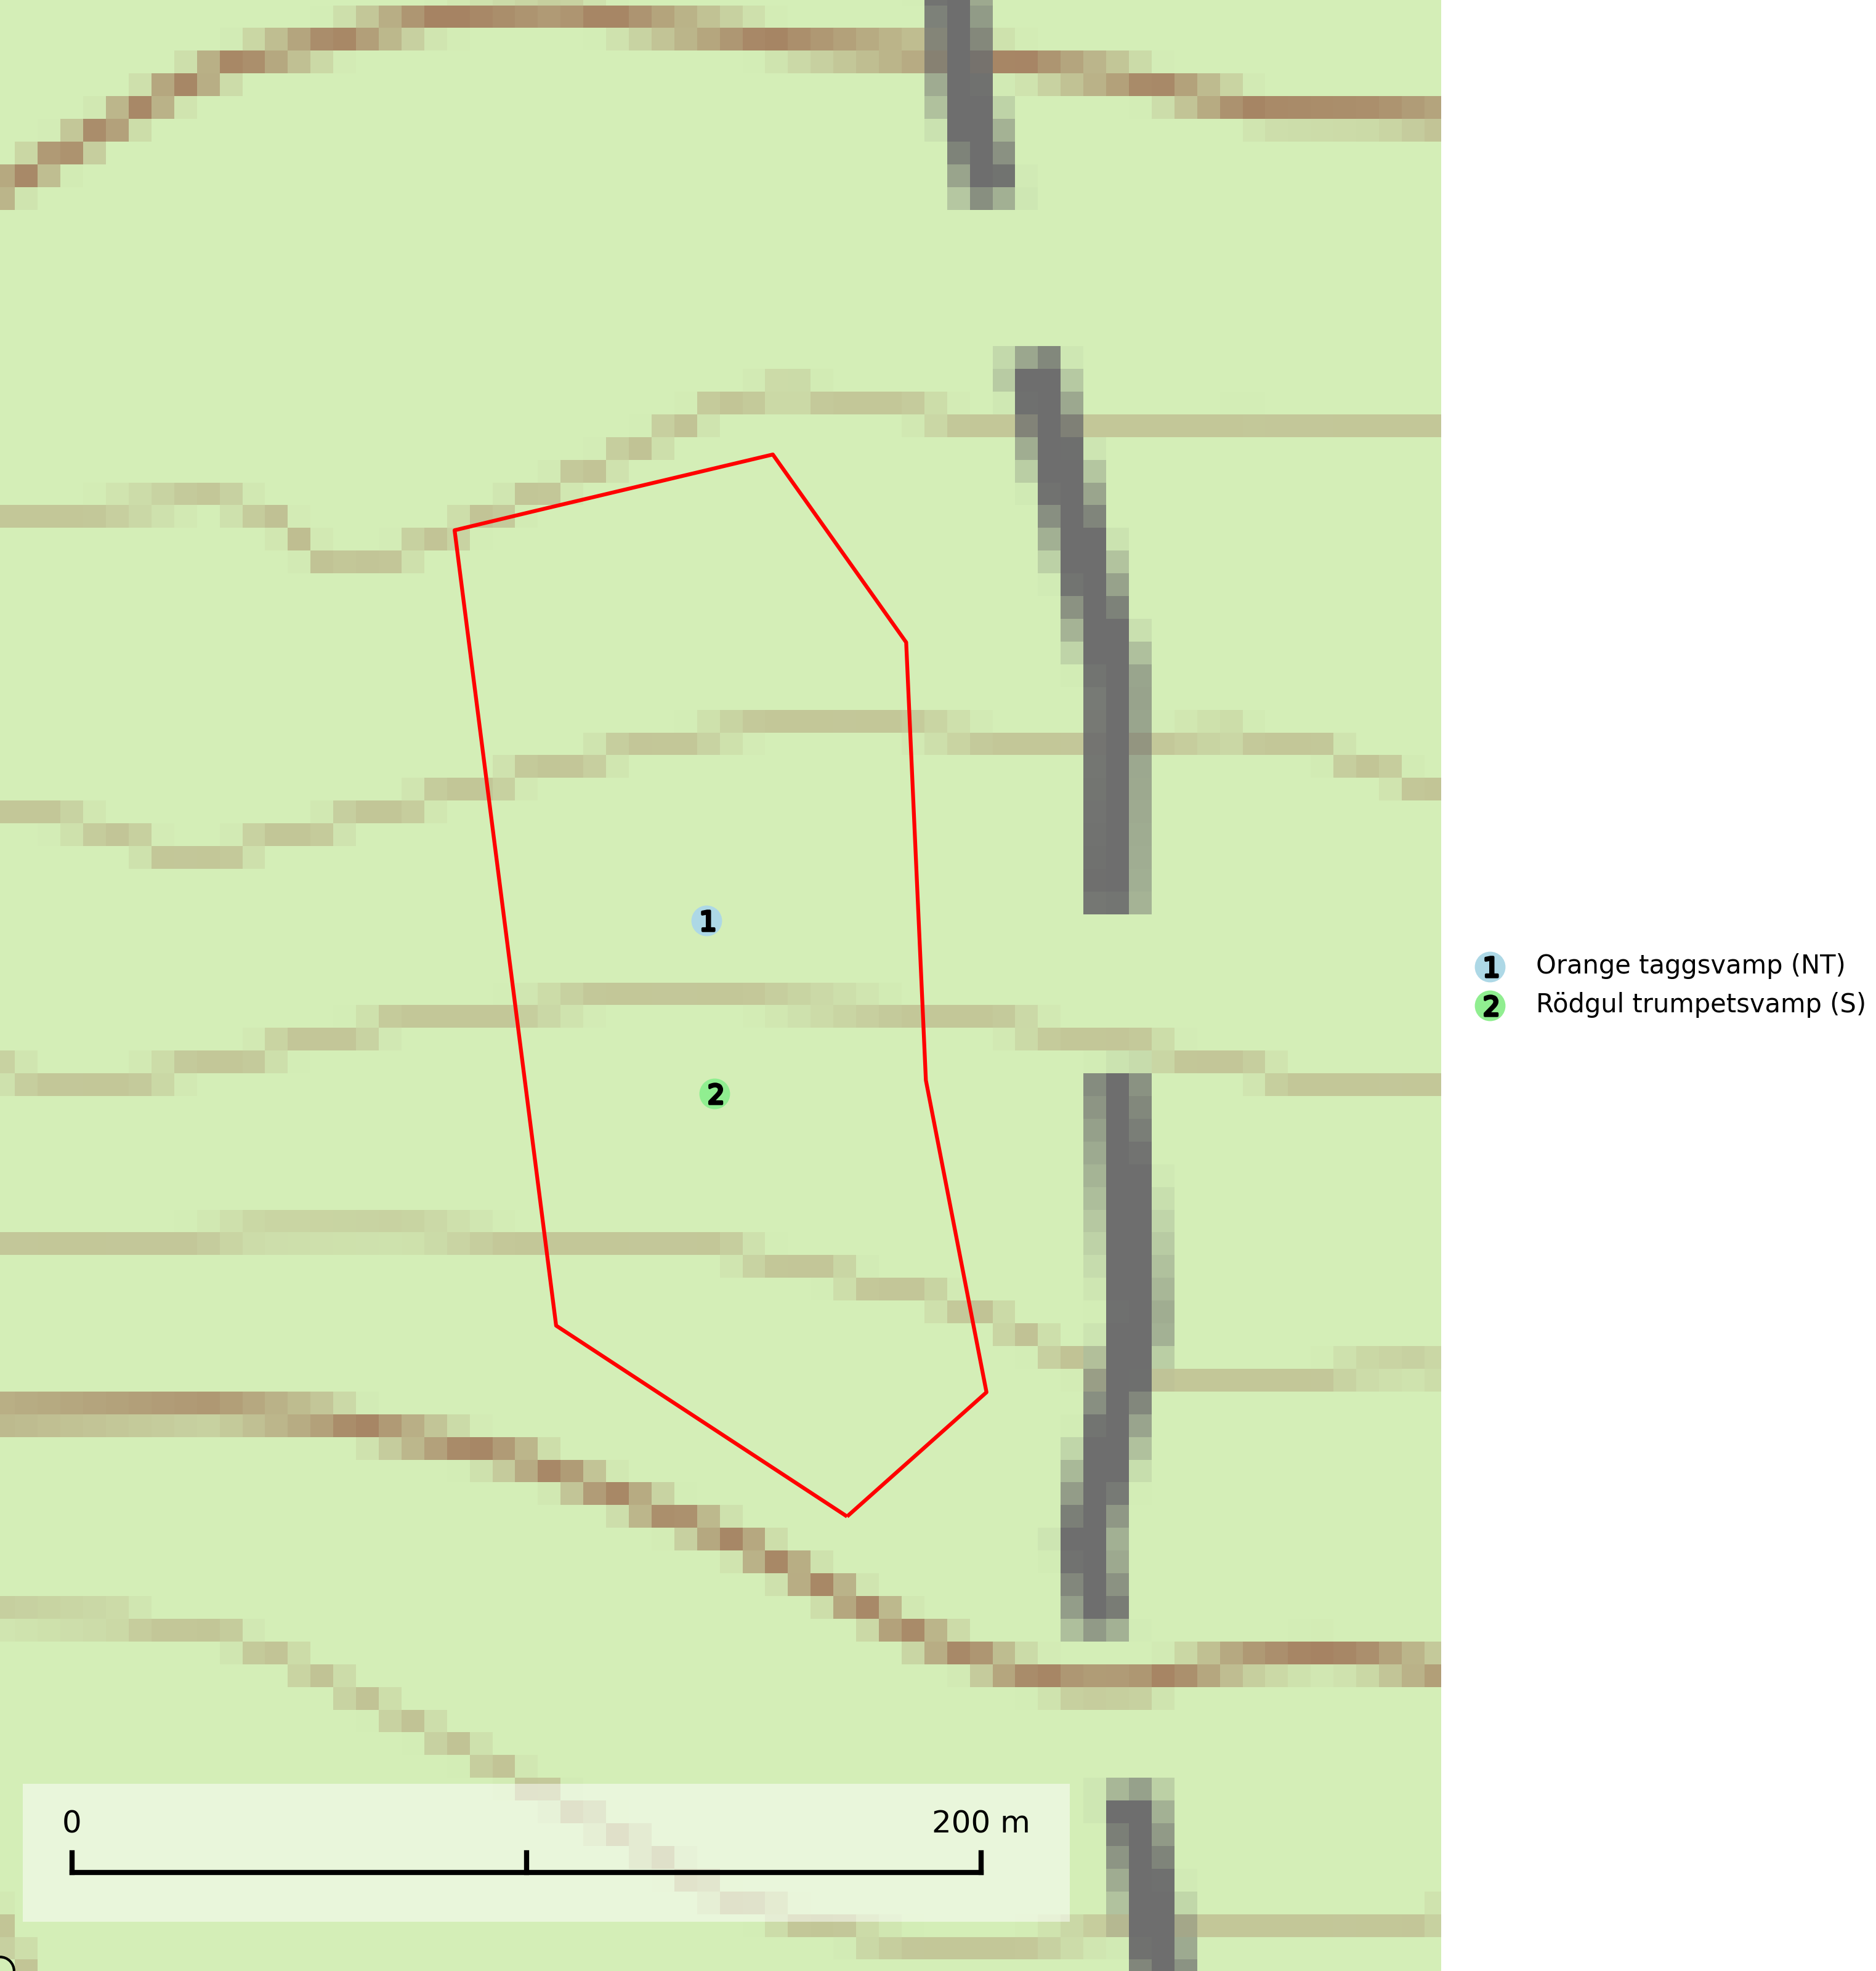 1
2
1 Orange taggsvamp (NT)
2 Rödgul trumpetsvamp (S)
0 200 m